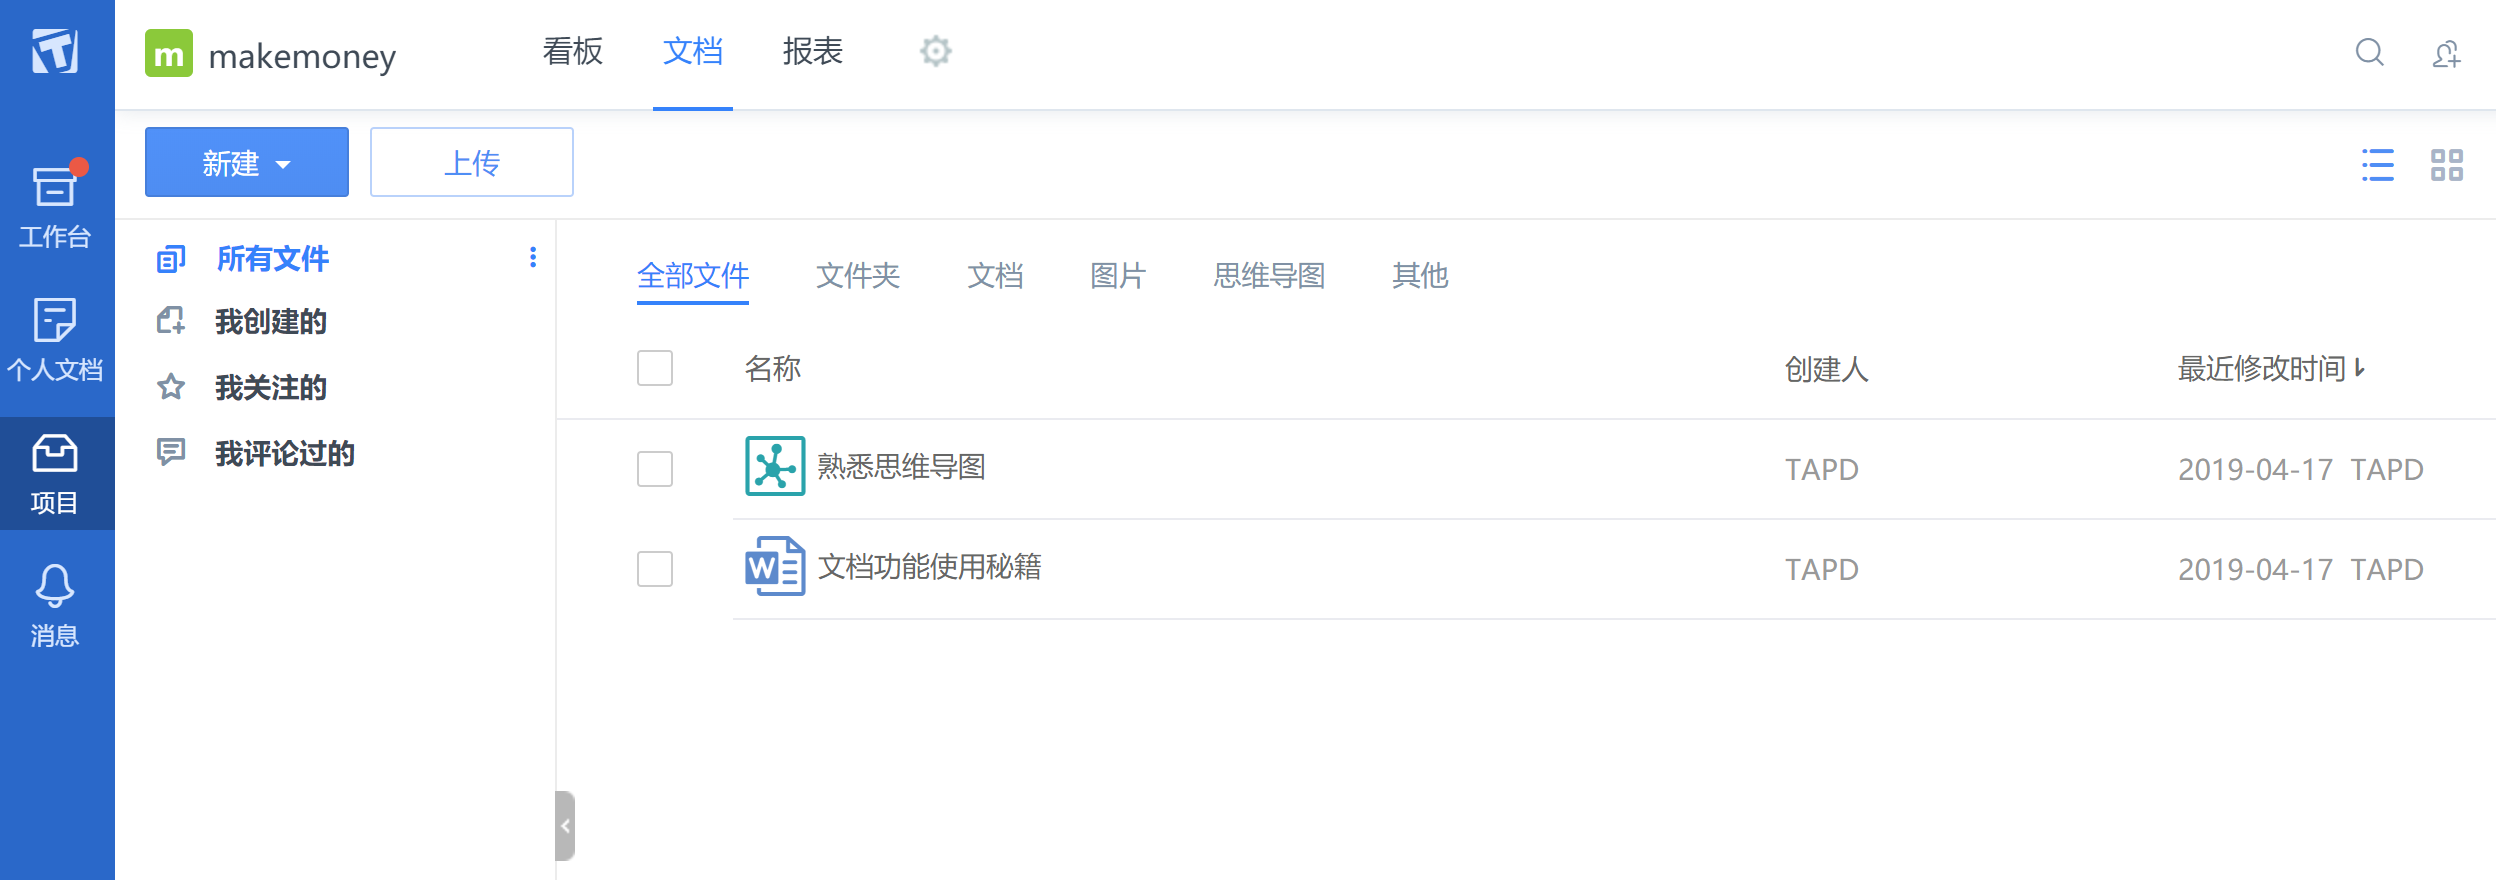 m makemoney 看板 文档 报表
工作台
个人文档
项目
消息
新建 上传
所有文件
我创建的
我关注的
我评论过的
全部文件 文件夹 文档 图片 思维导图 其他
名称 创建人 最近修改时间
熟悉思维导图 TAPD 2019-04-17 TAPD
W 文档功能使用秘籍 TAPD 2019-04-17 TAPD